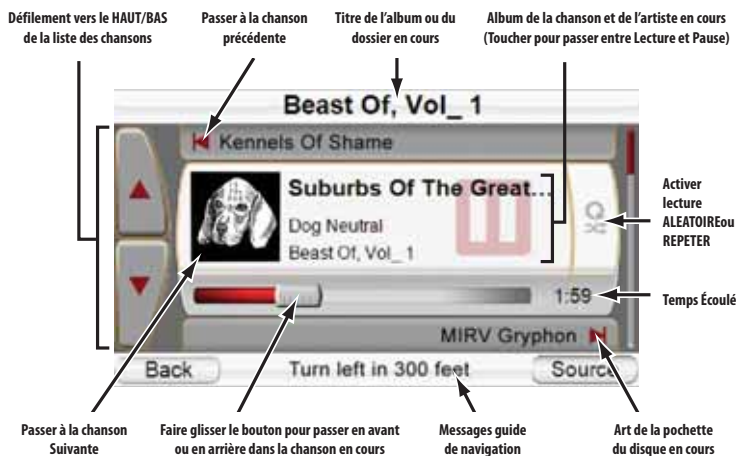 Défilement vers le HAUT/BAS
de la liste des chansons
Passer à la chanson
précédente
Titre de l'album ou du
dossier en cours
Album de la chanson et de l'artiste en cours
(Toucher pour passer entre Lecture et Pause)
Beast Of, Vol_ 1
Kennels Of Shame
Suburbs Of The Great...
Dog Neutral
Beast Of, Vol_ 1
Activer
lecture
ALEATOIREou
REPETER
1:59
Temps Écoulé
MIRV Gryphon
Back
Turn left in 300 feet
Source
Passer à la chanson
Suivante
Faire glisser le bouton pour passer en avant
ou en arrière dans la chanson en cours
Messages guide
de navigation
Art de la pochette
du disque en cours